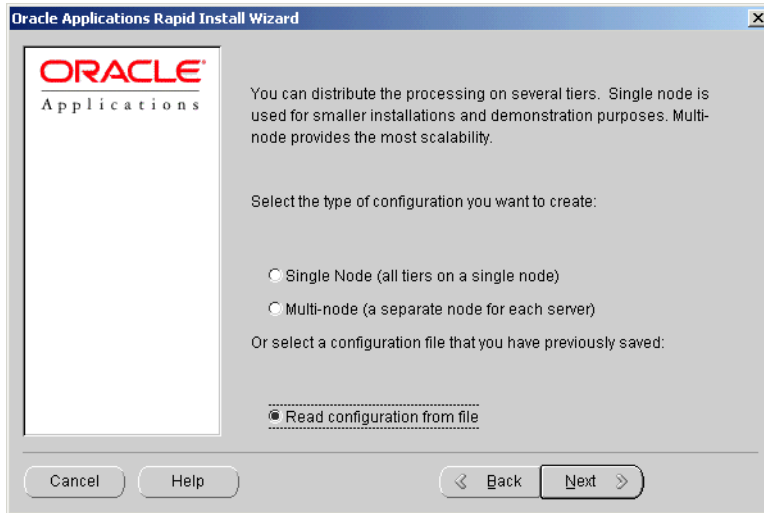 Oracle Applications Rapid Install Wizard
ORACLE
Applications
You can distribute the processing on several tiers. Single node is
used for smaller installations and demonstration purposes. Multi-
node provides the most scalability.
Select the type of configuration you want to create:
Single Node (all tiers on a single node)
Multi-node (a separate node for each server)
Or select a configuration file that you have previously saved:
Read configuration from file
Cancel Help Back Next